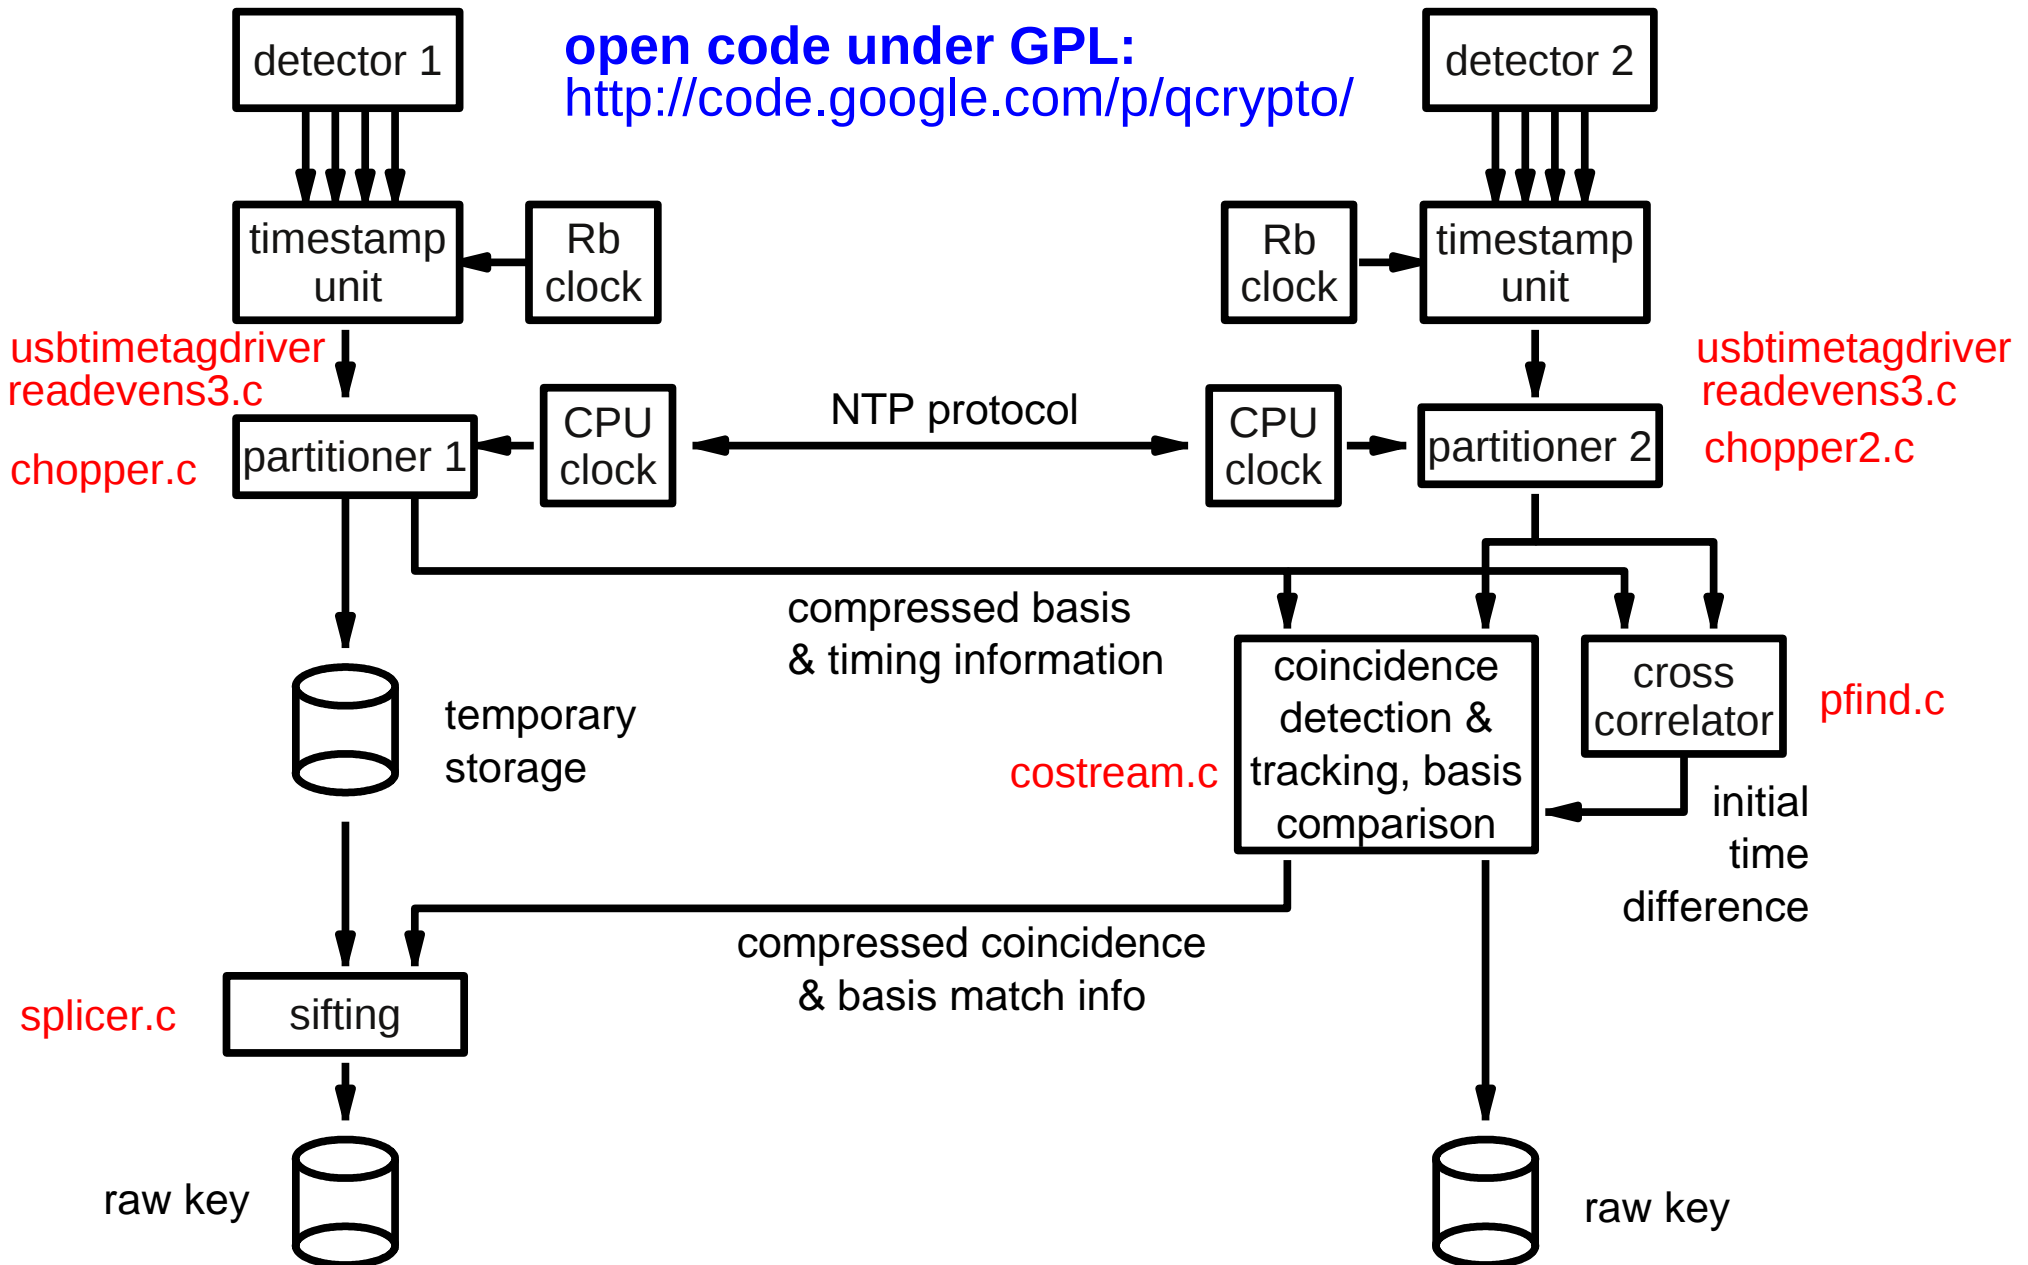 detector 1
open code under GPL:
http://code.google.com/p/qcrypto/
detector 2
timestamp
unit
Rb
clock
Rb
clock
timestamp
unit
usbtimetagdriver
readevens3.c
usbtimetagdriver
readevens3.c
partitioner 1
CPU
clock
NTP protocol
CPU
clock
partitioner 2
chopper.c
chopper2.c
compressed basis
& timing information
temporary
storage
coincidence
detection &
tracking, basis
comparison
cross
correlator
pfind.c
costream.c
initial
time
difference
compressed coincidence
& basis match info
splicer.c
sifting
raw key
raw key